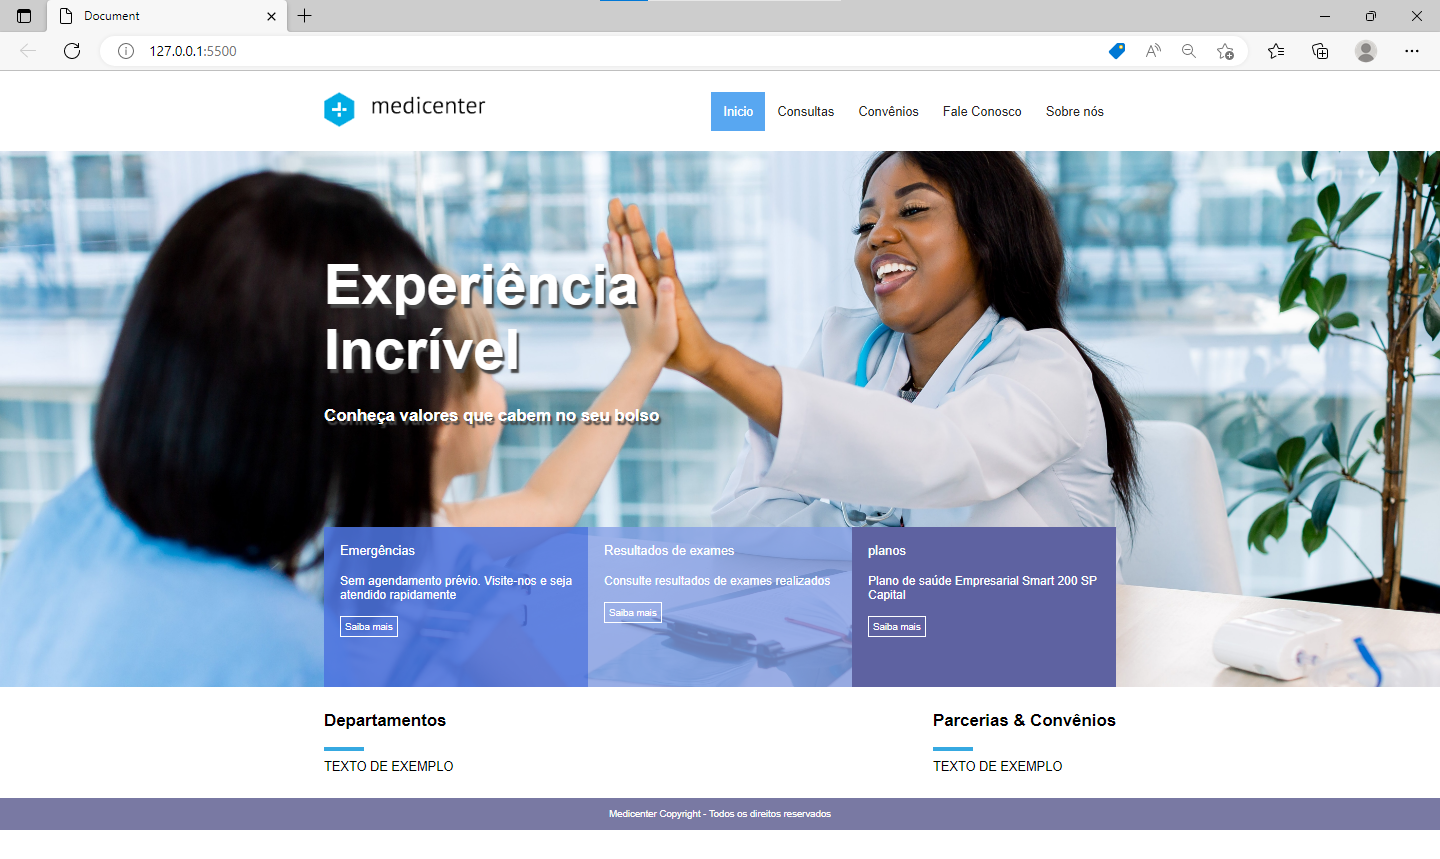 Document
127.0.0.1:5500
medicenter
Inicio
Consultas
Convênios
Fale Conosco
Sobre nós
Experiência
Incrível
Conheça valores que cabem no seu bolso
Emergências
Sem agendamento prévio. Visite-nos e seja
atendido rapidamente
Saiba mais
Resultados de exames
Consulte resultados de exames realizados
Saiba mais
planos
Plano de saúde Empresarial Smart 200 SP
Capital
Saiba mais
Departamentos
TEXTO DE EXEMPLO
Parcerias & Convênios
TEXTO DE EXEMPLO
Medicenter Copyright - Todos os direitos reservados